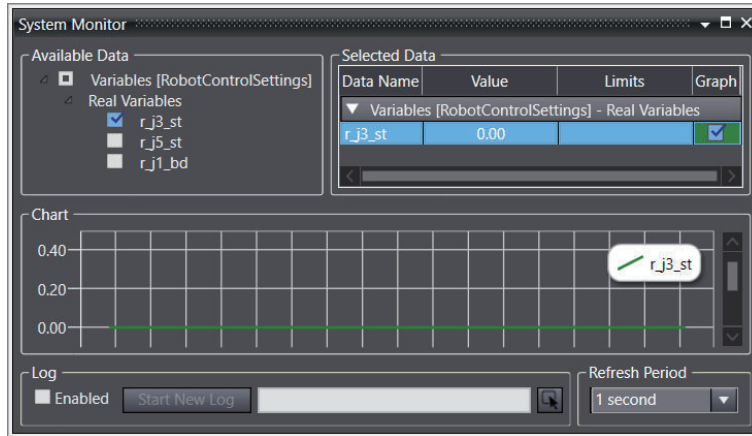 System Monitor
Available Data
Variables [RobotControlSettings]
Real Variables
r_j3_st
r_j5_st
r_j1_bd
Selected Data
Data Name Value Limits Graph
Variables [RobotControlSettings] - Real Variables
r_j3_st 0.00
Chart
0.40
0.20
0.00
r_j3_st
Log
Enabled Start New Log
Refresh Period
1 second